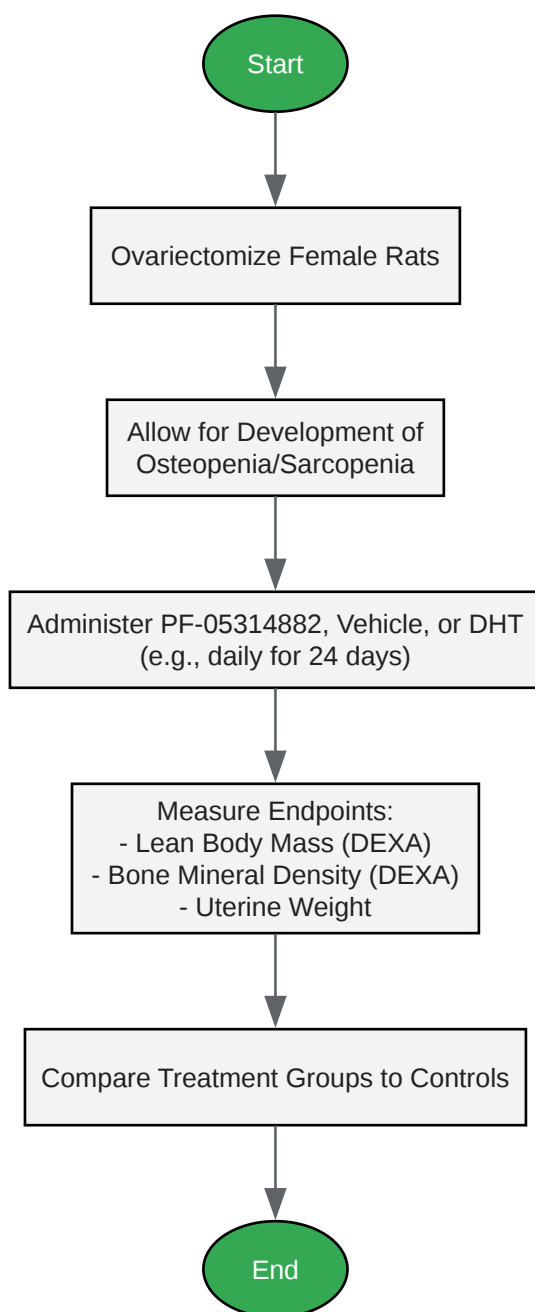 Start
Ovariectomize Female Rats
Allow for Development of
Osteopenia/Sarcopenia
Administer PF-05314882, Vehicle, or DHT
(e.g., daily for 24 days)
Measure Endpoints:
- Lean Body Mass (DEXA)
- Bone Mineral Density (DEXA)
- Uterine Weight
Compare Treatment Groups to Controls
End